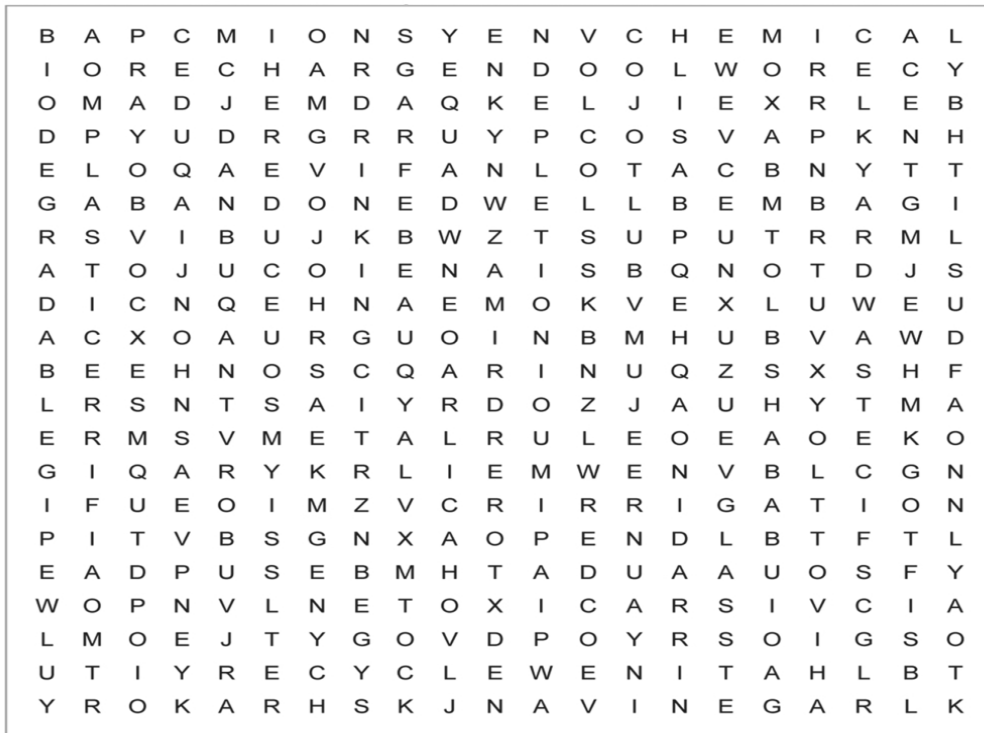 B A P C M I O N S Y E N V C H E M I C A L
I O R E C H A R G E N D O O L W O R E C Y
O M A D J E M D A Q K E L J I E X R L E B
D P Y U D R G R R U Y P C O S V A P K N H
E L O Q A E V I F A N L O T A C B N Y T T
G A B A N D O N E D W E L L B E M B A G I
R S V I B U J K B W Z T S U P U T R R M L
A T O J U C O I E N A I S B Q N O T D J S
D I C N Q E H N A E M O K V E X L U W E U
A C X O A U R G U O I N B M H U B V A W D
B E E H N O S C Q A R I N U Q Z S X S H F
L R S N T S A I Y R D O Z J A U H Y T M A
E R M S V M E T A L R U L E O E A O E K O
G I Q A R Y K R L I E M W E N V B L C G N
I F U E O I M Z V C R I R R I G A T I O N
P I T V B S G N X A O P E N D L B T F T L
E A D P U S E B M H T A D U A A U O S F Y
W O P N V L N E T O X I C A R S I V C I A
L M O E J T Y G O V D P O Y R S O I G S O
U T I Y R E C Y C L E W E N I T A H L B T
Y R O K A R H S K J N A V I N E G A R L K